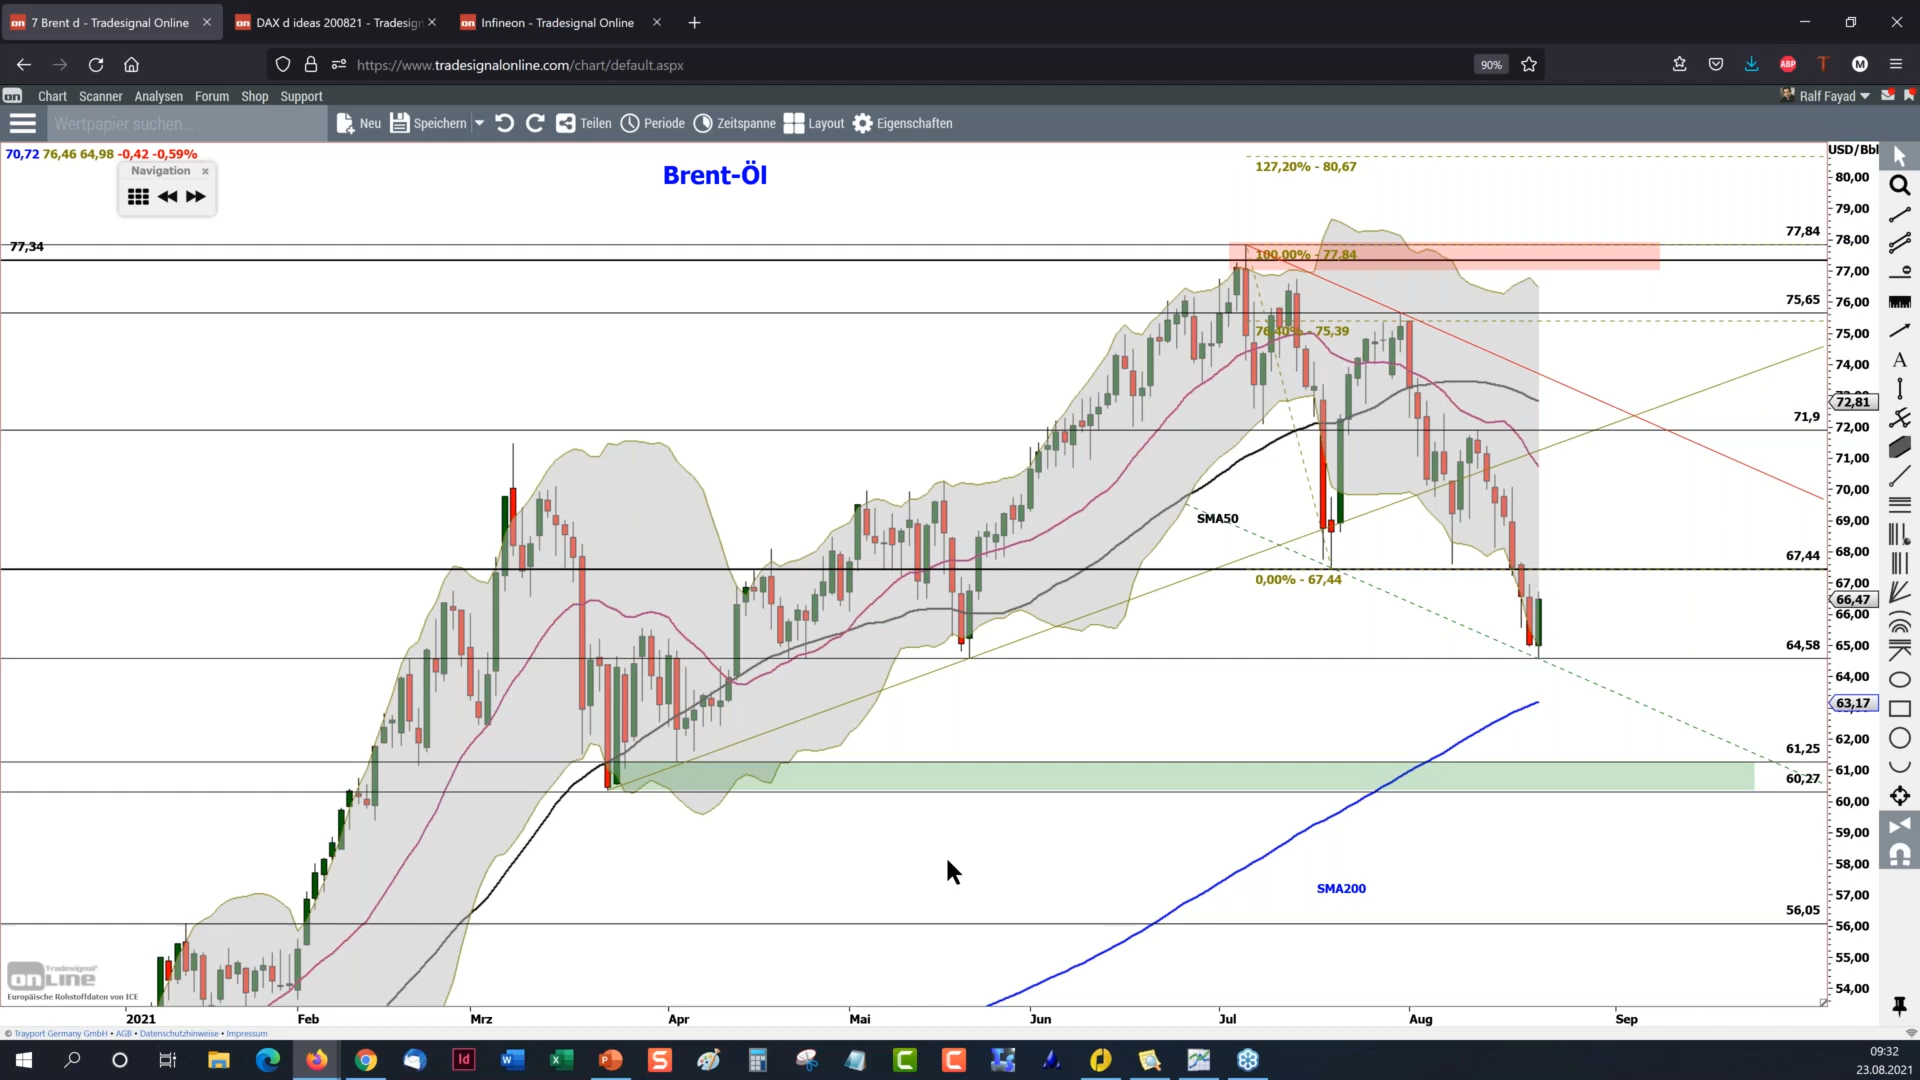 7 Brent d - Tradesignal Online
DAX d ideas 200821 - Tradesign
Infineon - Tradesignal Online
https://www.tradesignalonline.com/chart/default.aspx
90%
ABP
T
M
on Chart Scanner Analysen Forum Shop Support
Ralf Fayad
Wertpapier suchen...
Neu Speichern Teilen Periode Zeitspanne Layout Eigenschaften
70,72 76,46 64,98 -0,42 -0,59%
Navigation
Brent-Öl
USD/Bbl
127,20% - 80,67
80,00
79,00
77,84
78,00
77,34
100,00% - 77,84
77,00
75,65
76,00
76,40% - 75,39
75,00
74,00
72,81
71,9
72,00
71,00
70,00
SMA50
69,00
68,00
67,44
0,00% - 67,44
67,00
66,47
66,00
64,58
65,00
64,00
63,17
62,00
61,25
61,00
60,27
60,00
59,00
58,00
SMA200
57,00
56,05
56,00
55,00
54,00
Tradesignal
onLine
Europäische Rohstoffdaten von ICE
2021 Feb Mrz Apr Mai Jun Jul Aug Sep
© Trayport Germany GmbH • AGB • Datenschutzhinweise • Impressum
09:32
23.08.2021